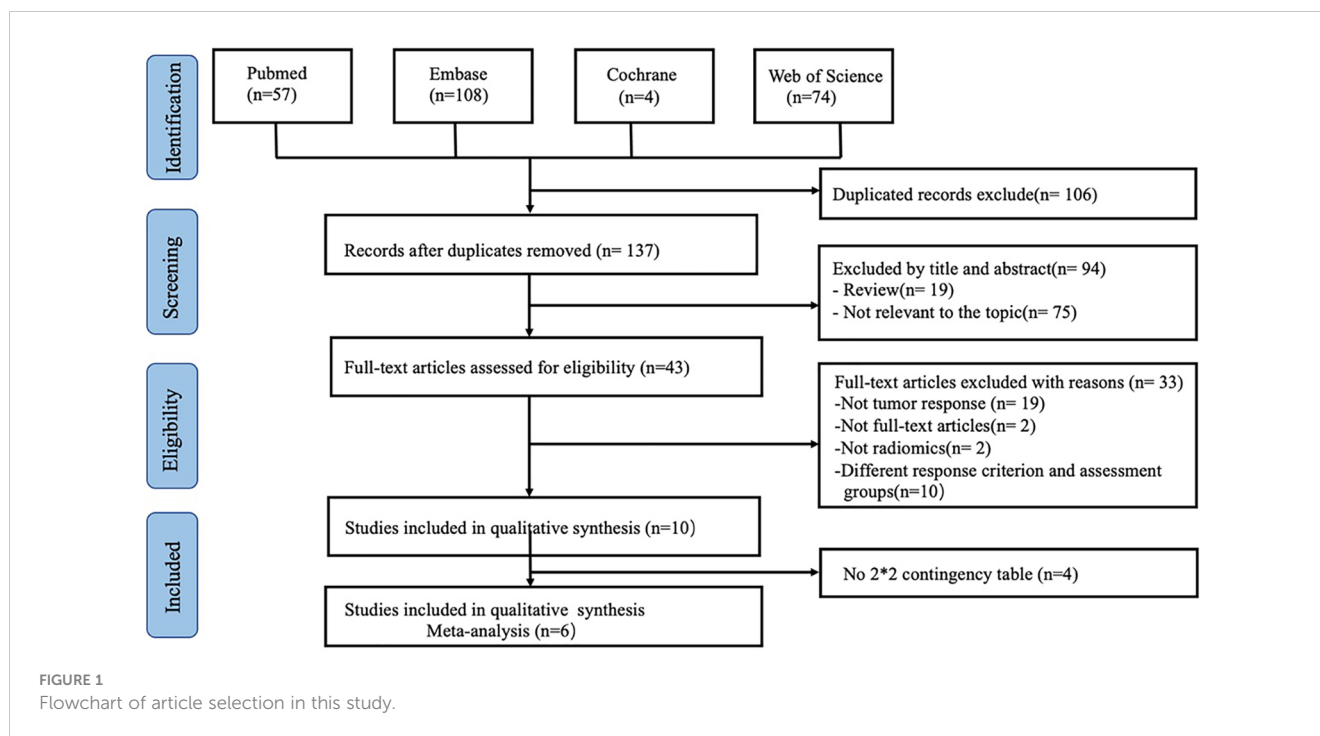 Identification
Pubmed
(n=57)
Embase
(n=108)
Cochrane
(n=4)
Web of Science
(n=74)
Duplicated records exclude(n= 106)
Screening
Records after duplicates removed (n= 137)
Excluded by title and abstract(n= 94)
- Review(n= 19)
- Not relevant to the topic(n= 75)
Eligibility
Full-text articles assessed for eligibility (n=43)
Full-text articles excluded with reasons (n= 33)
-Not tumor response (n= 19)
-Not full-text articles(n= 2)
-Not radiomics(n= 2)
-Different response criterion and assessment
groups(n=10)
Included
Studies included in qualitative synthesis (n=10)
No 2*2 contingency table (n=4)
Studies included in qualitative synthesis
Meta-analysis (n=6)
FIGURE 1
Flowchart of article selection in this study.